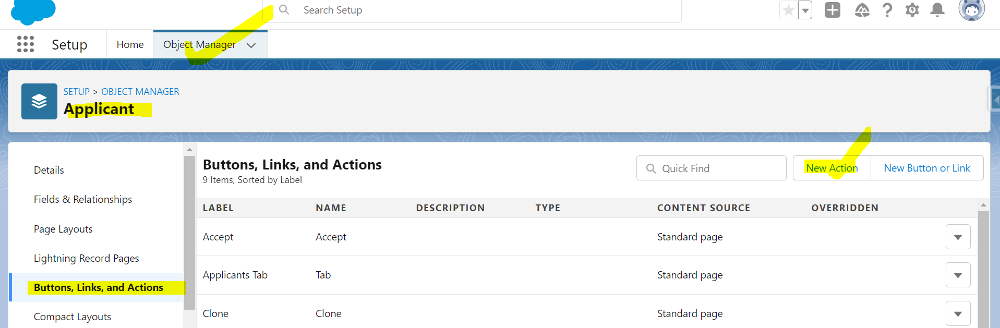 Search Setup
Setup
Home
Object Manager
SETUP > OBJECT MANAGER
Applicant
Details
Fields & Relationships
Page Layouts
Lightning Record Pages
Buttons, Links, and Actions
Compact Layouts
Buttons, Links, and Actions
9 Items, Sorted by Label
Quick Find
New Action
New Button or Link
LABEL NAME DESCRIPTION TYPE CONTENT SOURCE OVERRIDDEN
Accept Accept Standard page
Applicants Tab Tab Standard page
Clone Clone Standard page